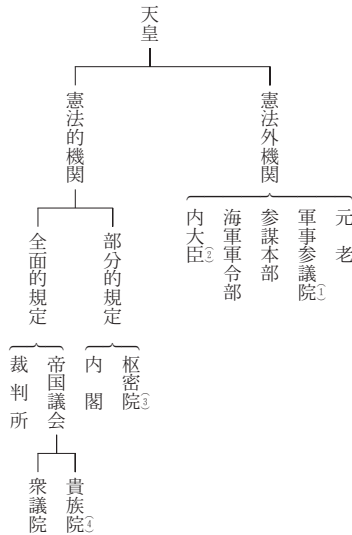 天皇
憲法外機関
元老
軍事参議院(1)
参謀本部
海軍軍令部
内大臣(2)
憲法的機関
部分的規定
枢密院(3)
内閣
全面的規定
帝国議会
貴族院(4)
衆議院
裁判所